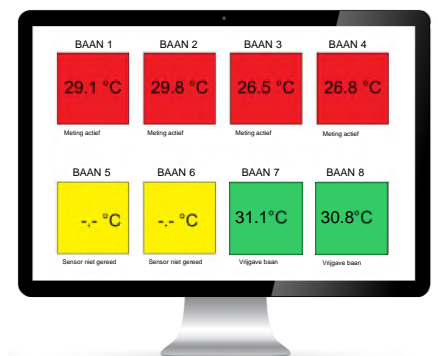 BAAN 1 BAAN 2 BAAN 3 BAAN 4
29.1 °C 29.8 °C 26.5 °C 26.8 °C
Meting actief Meting actief Meting actief Meting actief
BAAN 5 BAAN 6 BAAN 7 BAAN 8
-,- °C -,- °C 31.1°C 30.8°C
Sensor niet gereed Sensor niet gereed Vrijgave baan Vrijgave baan